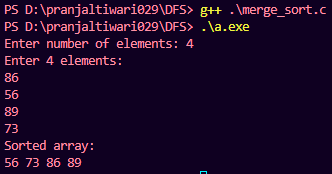 PS D:\pranjaltiwari029\DFS> g++ .\merge_sort.c
PS D:\pranjaltiwari029\DFS> .\a.exe
Enter number of elements: 4
Enter 4 elements:
86
56
89
73
Sorted array:
56 73 86 89